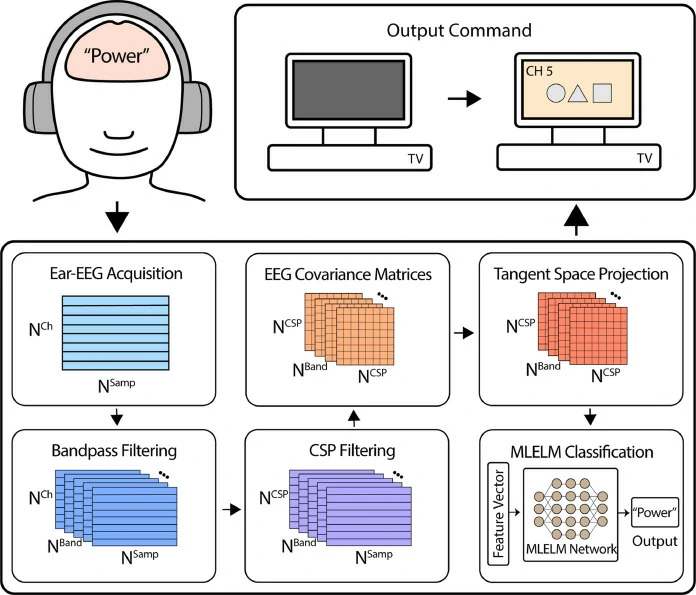 “Power”
Output Command
TV
CH 5
TV
Ear-EEG Acquisition
N^Ch
N^Samp
EEG Covariance Matrices
N^CSP
N^Band
N^CSP
Tangent Space Projection
N^CSP
N^Band
N^CSP
Bandpass Filtering
N^Ch
N^Band
N^Samp
CSP Filtering
N^CSP
N^Band
N^Samp
MLELM Classification
Feature Vector
MLELM Network
“Power”
Output